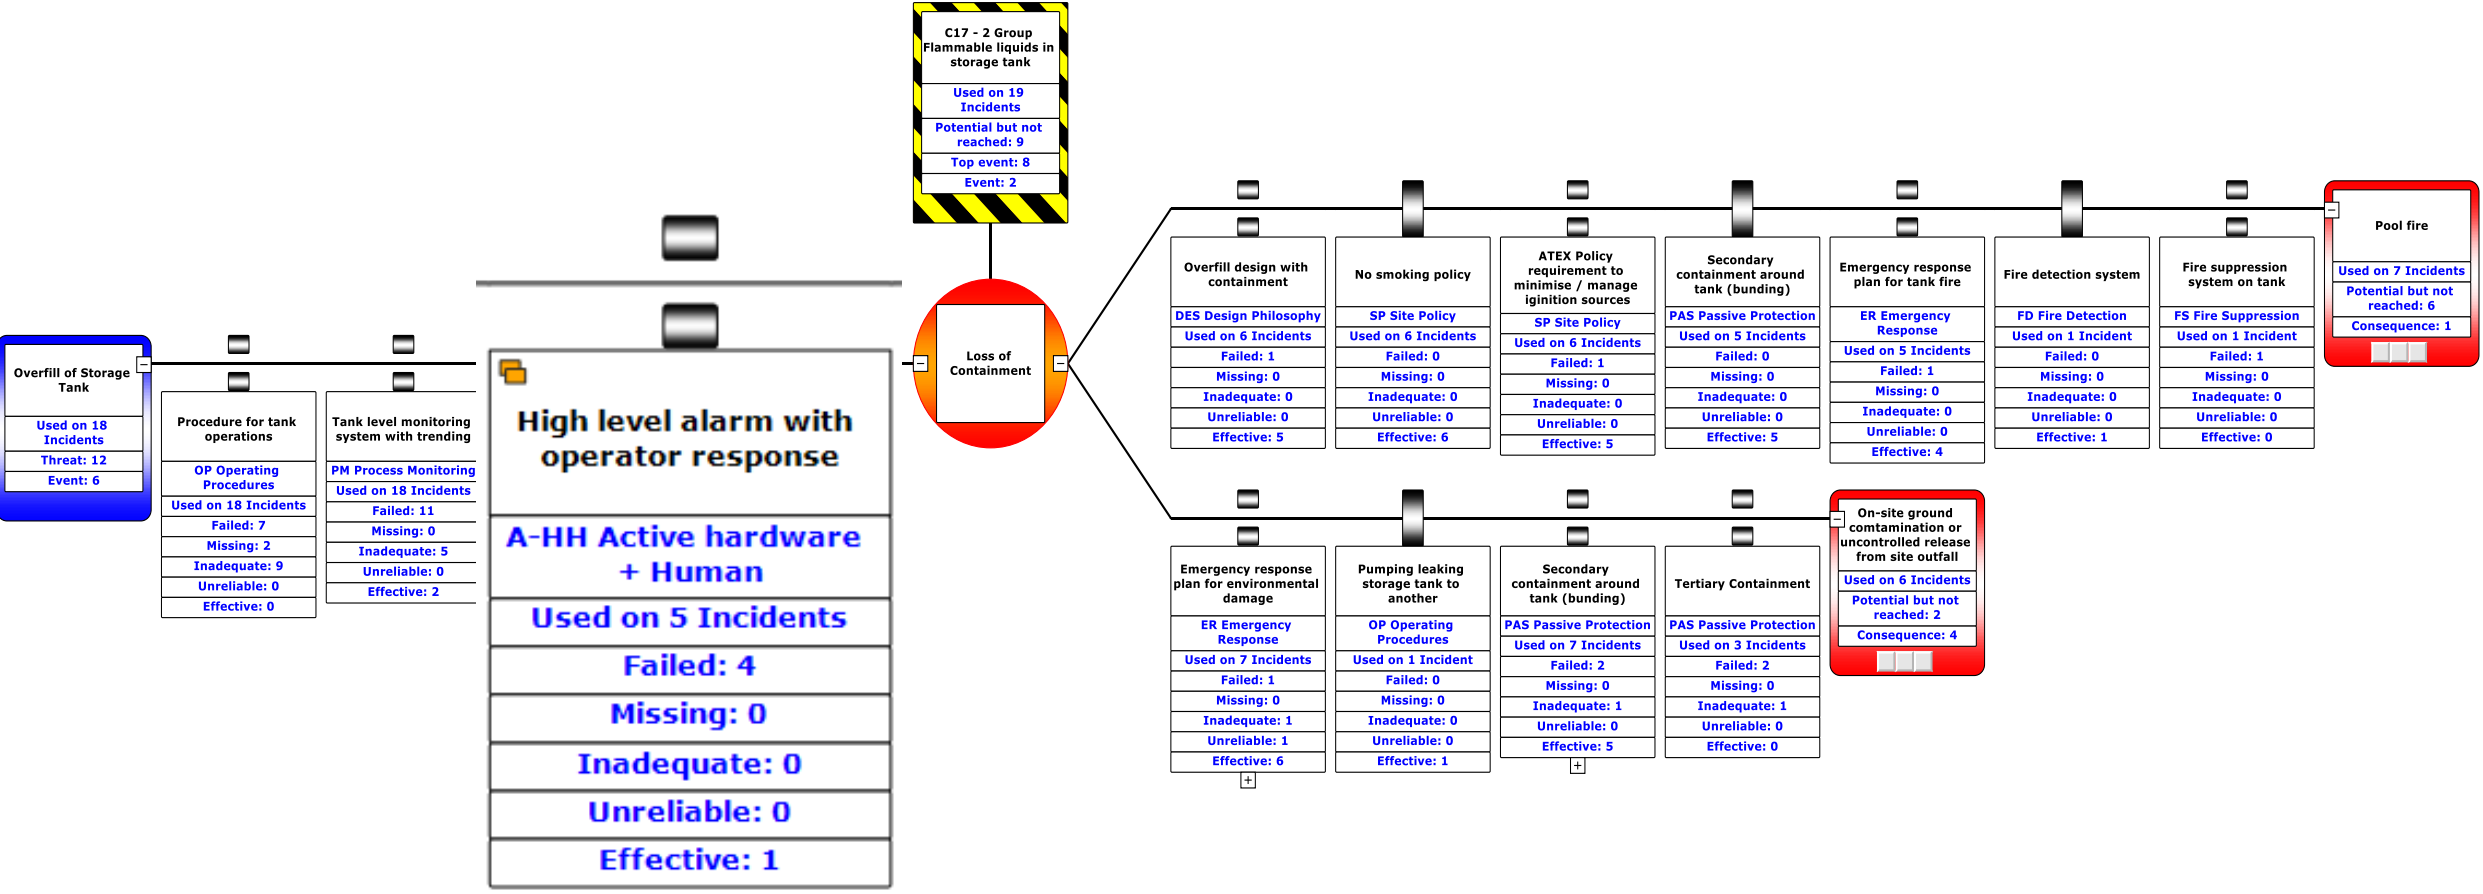 C17 - 2 Group
Flammable liquids in
storage tank
Used on 19
Incidents
Potential but not
reached: 9
Top event: 8
Event: 2
Overfill of Storage
Tank
Used on 18
Incidents
Threat: 12
Event: 6
Procedure for tank
operations
OP Operating
Procedures
Used on 18 Incidents
Failed: 7
Missing: 2
Inadequate: 9
Unreliable: 0
Effective: 0
Tank level monitoring
system with trending
PM Process Monitoring
Used on 18 Incidents
Failed: 11
Missing: 0
Inadequate: 5
Unreliable: 0
Effective: 2
High level alarm with
operator response
A-HH Active hardware
+ Human
Used on 5 Incidents
Failed: 4
Missing: 0
Inadequate: 0
Unreliable: 0
Effective: 1
Loss of
Containment
Overfill design with
containment
DES Design Philosophy
Used on 6 Incidents
Failed: 1
Missing: 0
Inadequate: 0
Unreliable: 0
Effective: 5
No smoking policy
SP Site Policy
Used on 6 Incidents
Failed: 0
Missing: 0
Inadequate: 0
Unreliable: 0
Effective: 6
ATEX Policy
requirement to
minimise / manage
iginition sources
SP Site Policy
Used on 6 Incidents
Failed: 1
Missing: 0
Inadequate: 0
Unreliable: 0
Effective: 5
Secondary
containment around
tank (bunding)
PAS Passive Protection
Used on 5 Incidents
Failed: 0
Missing: 0
Inadequate: 0
Unreliable: 0
Effective: 5
Emergency response
plan for tank fire
ER Emergency
Response
Used on 5 Incidents
Failed: 1
Missing: 0
Inadequate: 0
Unreliable: 0
Effective: 4
Fire detection system
FD Fire Detection
Used on 1 Incident
Failed: 0
Missing: 0
Inadequate: 0
Unreliable: 0
Effective: 1
Fire suppression
system on tank
FS Fire Suppression
Used on 1 Incident
Failed: 1
Missing: 0
Inadequate: 0
Unreliable: 0
Effective: 0
Pool fire
Used on 7 Incidents
Potential but not
reached: 6
Consequence: 1
Emergency response
plan for environmental
damage
ER Emergency
Response
Used on 7 Incidents
Failed: 1
Missing: 0
Inadequate: 1
Unreliable: 1
Effective: 6
Pumping leaking
storage tank to
another
OP Operating
Procedures
Used on 1 Incident
Failed: 0
Missing: 0
Inadequate: 0
Unreliable: 0
Effective: 1
Secondary
containment around
tank (bunding)
PAS Passive Protection
Used on 7 Incidents
Failed: 2
Missing: 0
Inadequate: 1
Unreliable: 0
Effective: 5
Tertiary Containment
PAS Passive Protection
Used on 3 Incidents
Failed: 2
Missing: 0
Inadequate: 1
Unreliable: 0
Effective: 0
On-site ground
comtamination or
uncontrolled release
from site outfall
Used on 6 Incidents
Potential but not
reached: 2
Consequence: 4